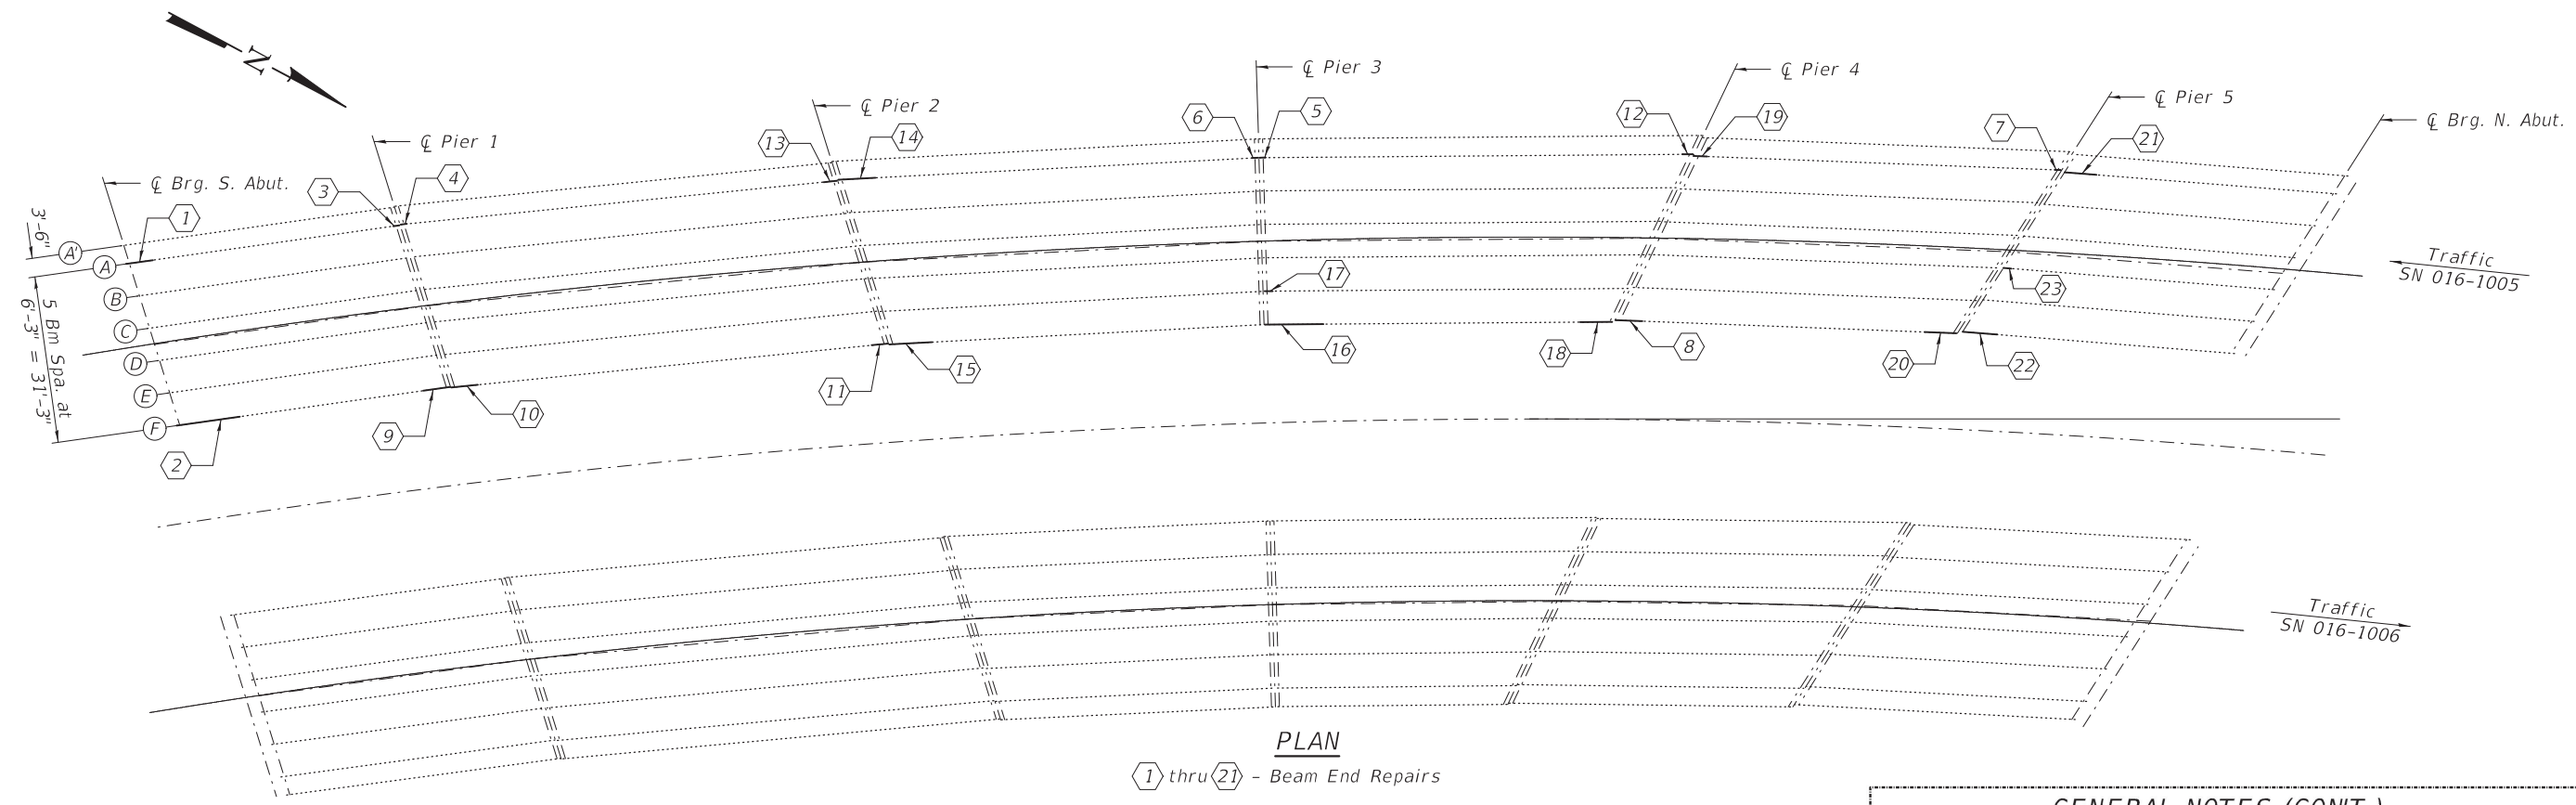 N
℄ Pier 3
℄ Pier 4
℄ Pier 5
℄ Pier 2
℄ Pier 1
℄ Brg. N. Abut.
℄ Brg. S. Abut.
6
5
12
19
7
21
13
14
3
4
1
3'-6"
A'
A
B
C
D
E
F
5 Bm Spa. at
6'-3" = 31'-3"
17
23
16
18
8
20
22
11
15
9
10
2
Traffic
SN 016-1005
Traffic
SN 016-1006
PLAN
1 thru 21 - Beam End Repairs
GENERAL NOTES (CON'T.)